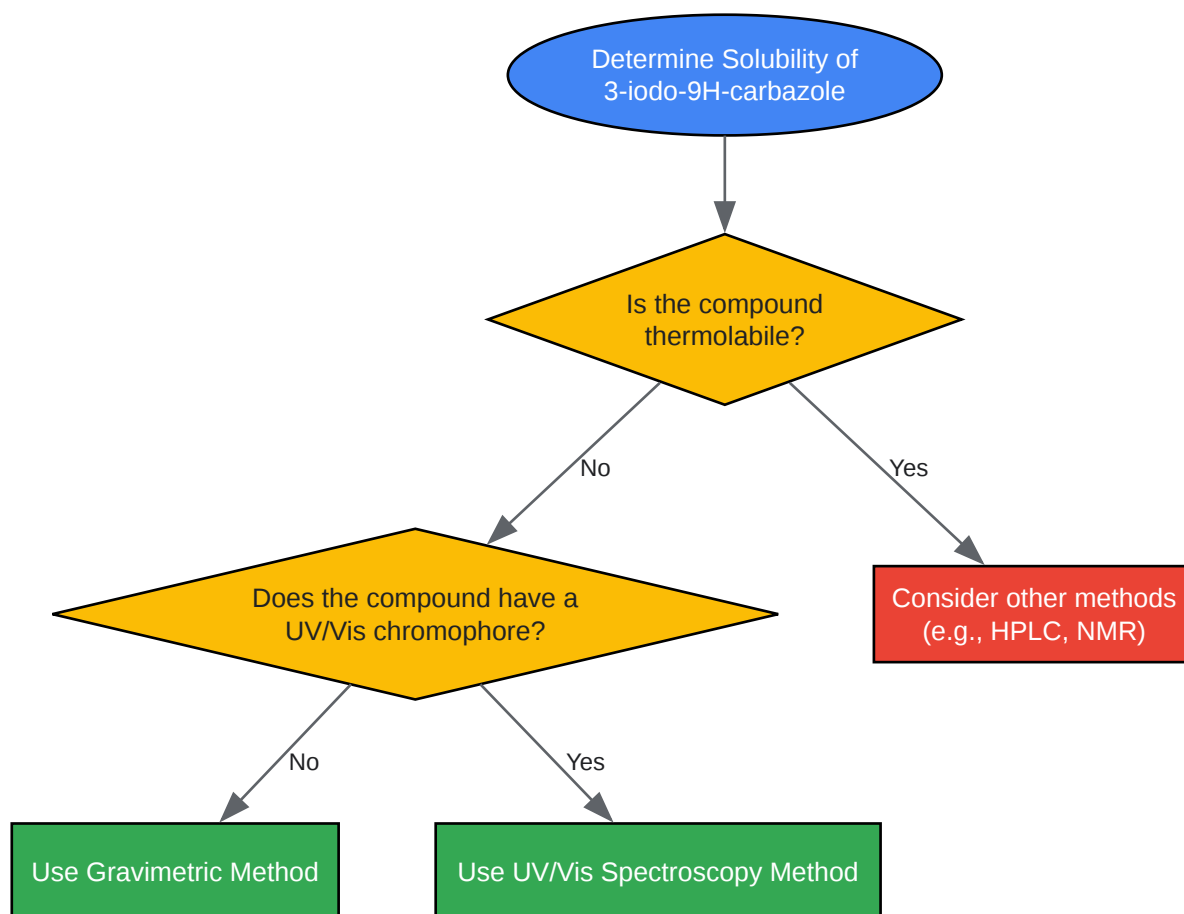 Determine Solubility of
3-iodo-9H-carbazole
Is the compound
thermolabile?
No
Yes
Does the compound have a
UV/Vis chromophore?
Consider other methods
(e.g., HPLC, NMR)
No
Yes
Use Gravimetric Method
Use UV/Vis Spectroscopy Method